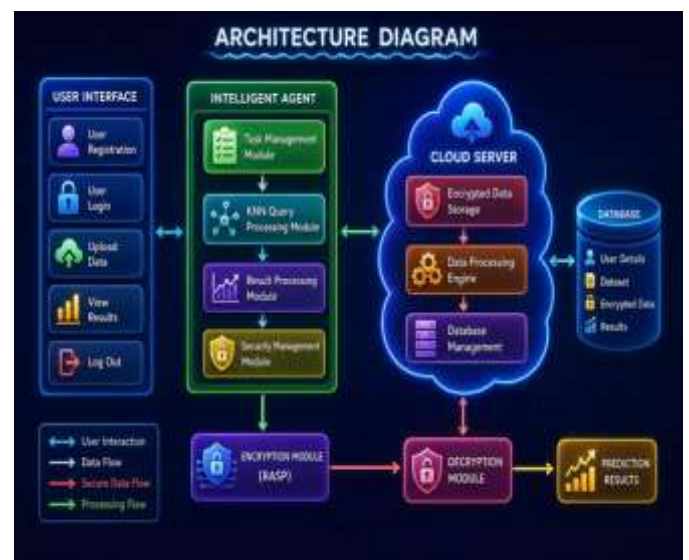 ARCHITECTURE DIAGRAM
USER INTERFACE
User
Registration
User
Login
Upload
Data
View
Results
Log Out
INTELLIGENT AGENT
Task Management
Module
KNN Query
Processing Module
Result Processing
Module
Security Management
Module
CLOUD SERVER
Encrypted Data
Storage
Data Processing
Engine
Database
Management
DATABASE
User Details
Dataset
Encrypted Data
Results
User Interaction
Data Flow
Secure Data Flow
Processing Flow
ENCRYPTION MODULE
(RASP)
DECRYPTION
MODULE
PREDICTION
RESULTS